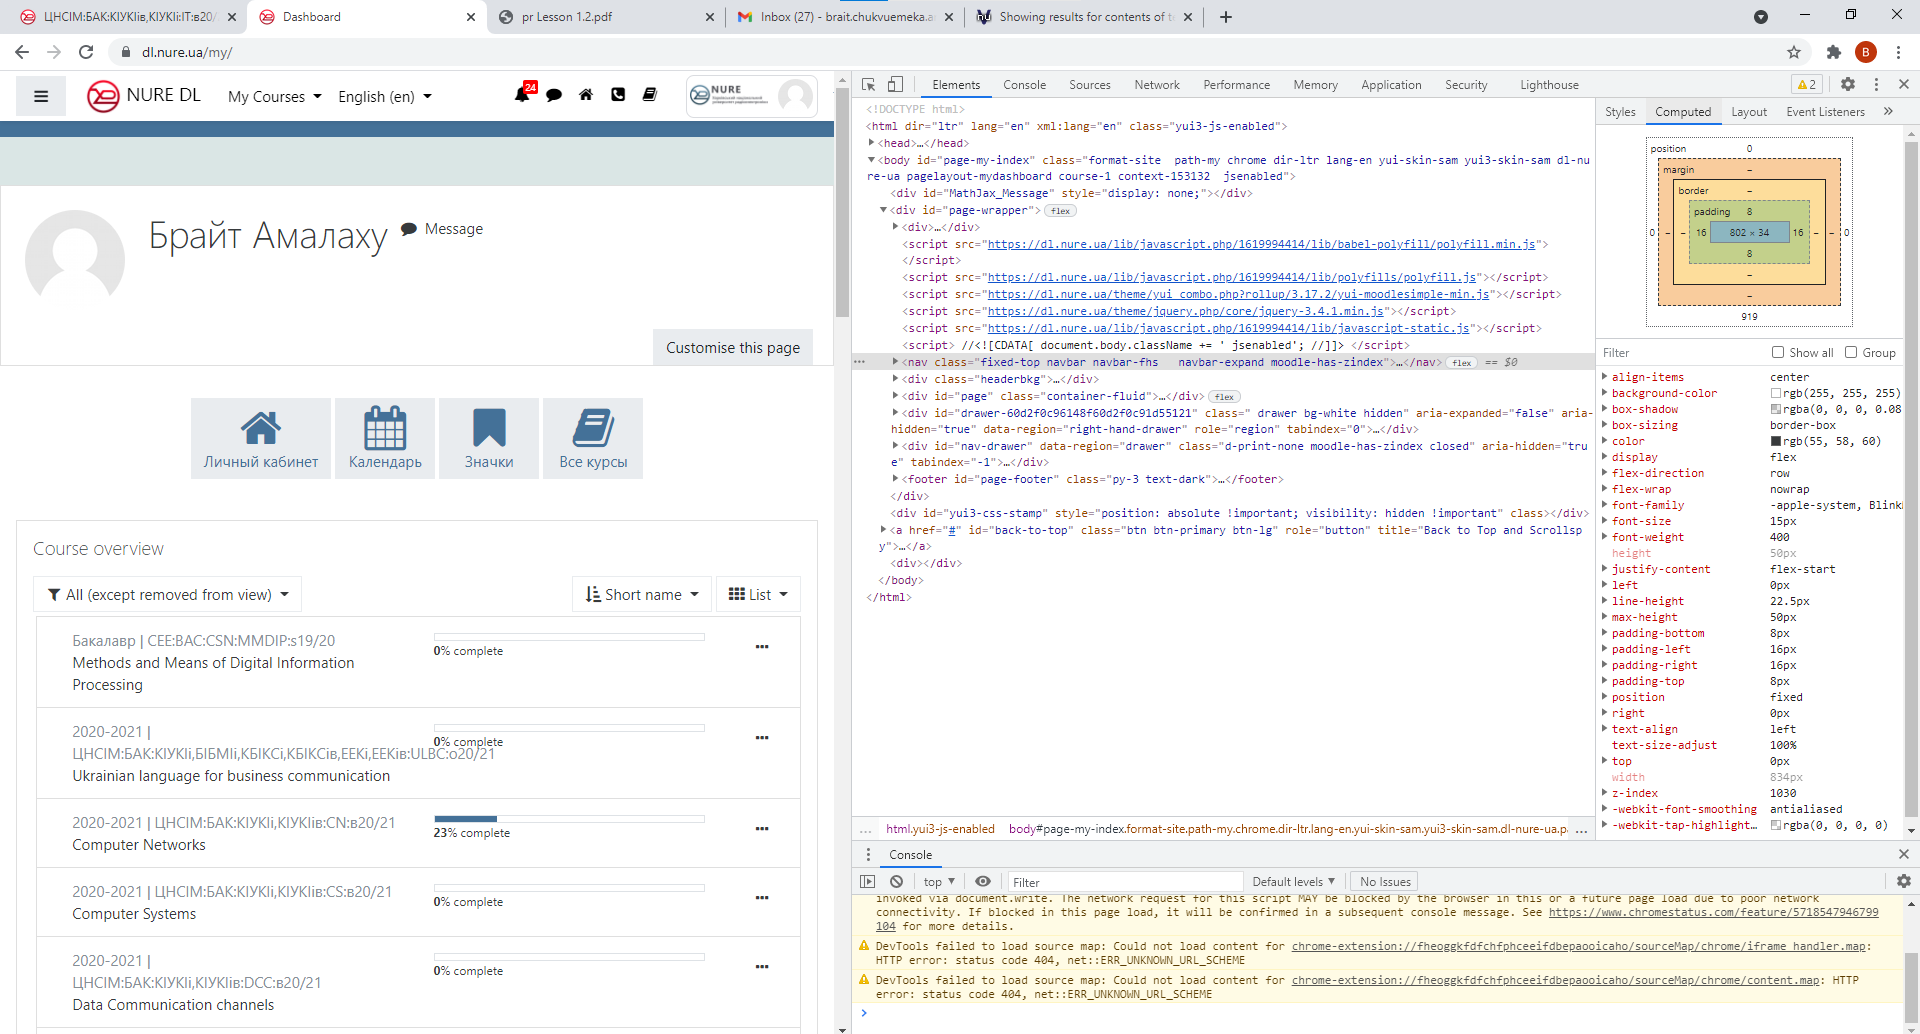 ЦНСІМ:БАК:КІУКІів,КІУКІі:ІТ:в20/
Dashboard
pr Lesson 1.2.pdf
Inbox (27) - brait.chukvuemeka.a
Showing results for contents of t
dl.nure.ua/my/
B
NURE DL
My Courses
English (en)
24
NURE
Брайт Амалаху
Message
Customise this page
Личный кабинет
Календарь
Значки
Все курсы
Course overview
All (except removed from view)
Short name
List
Бакалавр | CEE:BAC:CSN:MMDIP:s19/20
0% complete
Methods and Means of Digital Information
Processing
2020-2021 |
0% complete
ЦНСІМ:БАК:КІУКІі,БІБМІі,КБІКСі,КБІКСів,ЕЕКі,ЕЕКів:ULBC:o20/21
Ukrainian language for business communication
2020-2021 | ЦНСІМ:БАК:КІУКІі,КІУКІів:CN:в20/21
23% complete
Computer Networks
2020-2021 | ЦНСІМ:БАК:КІУКІі,КІУКІів:CS:в20/21
0% complete
Computer Systems
2020-2021 |
0% complete
ЦНСІМ:БАК:КІУКІі,КІУКІів:DCC:в20/21
Data Communication channels
Elements Console Sources Network Performance Memory Application Security Lighthouse
2
<!DOCTYPE html>
<html dir="ltr" lang="en" xml:lang="en" class="yui3-js-enabled">
<head>…</head>
<body id="page-my-index" class="format-site  path-my chrome dir-ltr lang-en yui-skin-sam yui3-skin-sam dl-nu
re-ua pagelayout-mydashboard course-1 context-153132  jsenabled">
<div id="MathJax_Message" style="display: none;"></div>
<div id="page-wrapper"> flex
<div>…</div>
<script src="https://dl.nure.ua/lib/javascript.php/1619994414/lib/babel-polyfill/polyfill.min.js">
</script>
<script src="https://dl.nure.ua/lib/javascript.php/1619994414/lib/polyfills/polyfill.js"></script>
<script src="https://dl.nure.ua/theme/yui_combo.php?rollup/3.17.2/yui-moodlesimple-min.js"></script>
<script src="https://dl.nure.ua/theme/jquery.php/core/jquery-3.4.1.min.js"></script>
<script src="https://dl.nure.ua/lib/javascript.php/1619994414/lib/javascript-static.js"></script>
<script> //<![CDATA[ document.body.className += ' jsenabled'; //]]> </script>
<nav class="fixed-top navbar navbar-fhs   navbar-expand moodle-has-zindex">…</nav> flex == $0
<div class="headerbkg">…</div>
<div id="page" class="container-fluid">…</div> flex
<div id="drawer-60d2f0c96148f60d2f0c91d55121" class=" drawer bg-white hidden" aria-expanded="false" aria-
hidden="true" data-region="right-hand-drawer" role="region" tabindex="0">…</div>
<div id="nav-drawer" data-region="drawer" class="d-print-none moodle-has-zindex closed" aria-hidden="tru
e" tabindex="-1">…</div>
<footer id="page-footer" class="py-3 text-dark">…</footer>
</div>
<div id="yui3-css-stamp" style="position: absolute !important; visibility: hidden !important" class></div>
<a href="#" id="back-to-top" class="btn btn-primary btn-lg" role="button" title="Back to Top and Scrollsp
y">…</a>
<div></div>
</body>
</html>
... html.yui3-js-enabled body#page-my-index.format-site.path-my.chrome.dir-ltr.lang-en.yui-skin-sam.yui3-skin-sam.dl-nure-ua.p ...
Styles Computed Layout Event Listeners
position 0
margin –
border –
padding 8
0 – – 16 802 × 34 16 – – 0
8
–
–
919
Filter Show all Group
align-items center
background-color rgb(255, 255, 255)
box-shadow rgba(0, 0, 0, 0.08
box-sizing border-box
color rgb(55, 58, 60)
display flex
flex-direction row
flex-wrap nowrap
font-family -apple-system, Blink
font-size 15px
font-weight 400
height 50px
justify-content flex-start
left 0px
line-height 22.5px
max-height 50px
padding-bottom 8px
padding-left 16px
padding-right 16px
padding-top 8px
position fixed
right 0px
text-align left
text-size-adjust 100%
top 0px
width 834px
z-index 1030
-webkit-font-smoothing antialiased
-webkit-tap-highlight… rgba(0, 0, 0, 0)
Console
top Filter Default levels No Issues
invoked via document.write. The network request for this script MAY be blocked by the browser in this or a future page load due to poor network
connectivity. If blocked in this page load, it will be confirmed in a subsequent console message. See https://www.chromestatus.com/feature/5718547946799
104 for more details.
DevTools failed to load source map: Could not load content for chrome-extension://fheoggkfdfchfphceeifdbepaooicaho/sourceMap/chrome/iframe_handler.map:
HTTP error: status code 404, net::ERR_UNKNOWN_URL_SCHEME
DevTools failed to load source map: Could not load content for chrome-extension://fheoggkfdfchfphceeifdbepaooicaho/sourceMap/chrome/content.map: HTTP
error: status code 404, net::ERR_UNKNOWN_URL_SCHEME